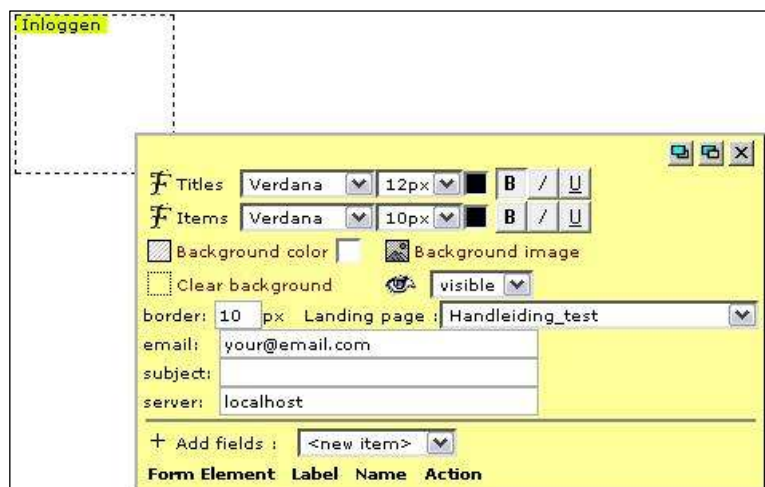 Inloggen
Titles Verdana 12px B / U
Items Verdana 10px B / U
Background color Background image
Clear background visible
border: 10 px Landing page : Handleiding_test
email: your@email.com
subject:
server: localhost
+ Add fields : <new item>
Form Element Label Name Action